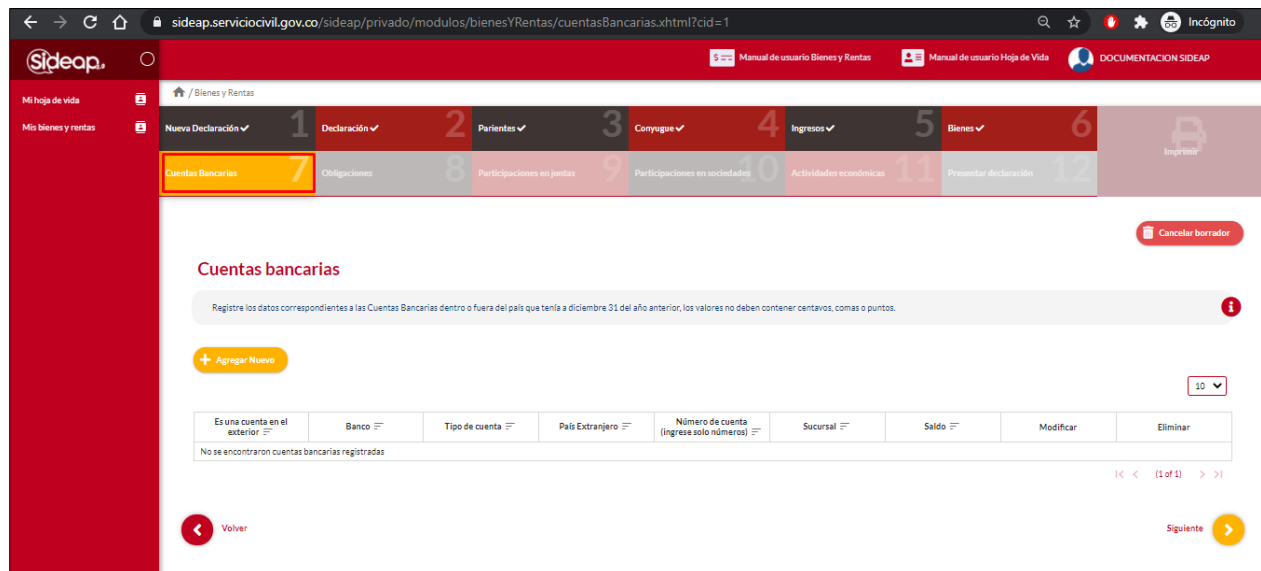 sideap.serviciocivil.gov.co/sideap/privado/modulos/bienesYRentas/cuentasBancarias.xhtml?cid=1
Incógnito
sideap
Manual de usuario Bienes y Rentas
Manual de usuario Hoja de Vida
DOCUMENTACION SIDEAP
Mi hoja de vida
Mis bienes y rentas
/ Bienes y Rentas
Nueva Declaración 1
Declaración 2
Parientes 3
Conyugue 4
Ingresos 5
Bienes 6
Imprimir
Cuentas Bancarias 7
Obligaciones 8
Participaciones en juntas 9
Participaciones en sociedades 10
Actividades económicas 11
Presentar declaración 12
Cancelar borrador
Cuentas bancarias
Registre los datos correspondientes a las Cuentas Bancarias dentro o fuera del país que tenía a diciembre 31 del año anterior, los valores no deben contener centavos, comas o puntos.
Agregar Nuevo
10
Es una cuenta en el
exterior
Banco
Tipo de cuenta
País Extranjero
Número de cuenta
(ingrese solo números)
Sucursal
Saldo
Modificar
Eliminar
No se encontraron cuentas bancarias registradas
(1 of 1)
Volver
Siguiente